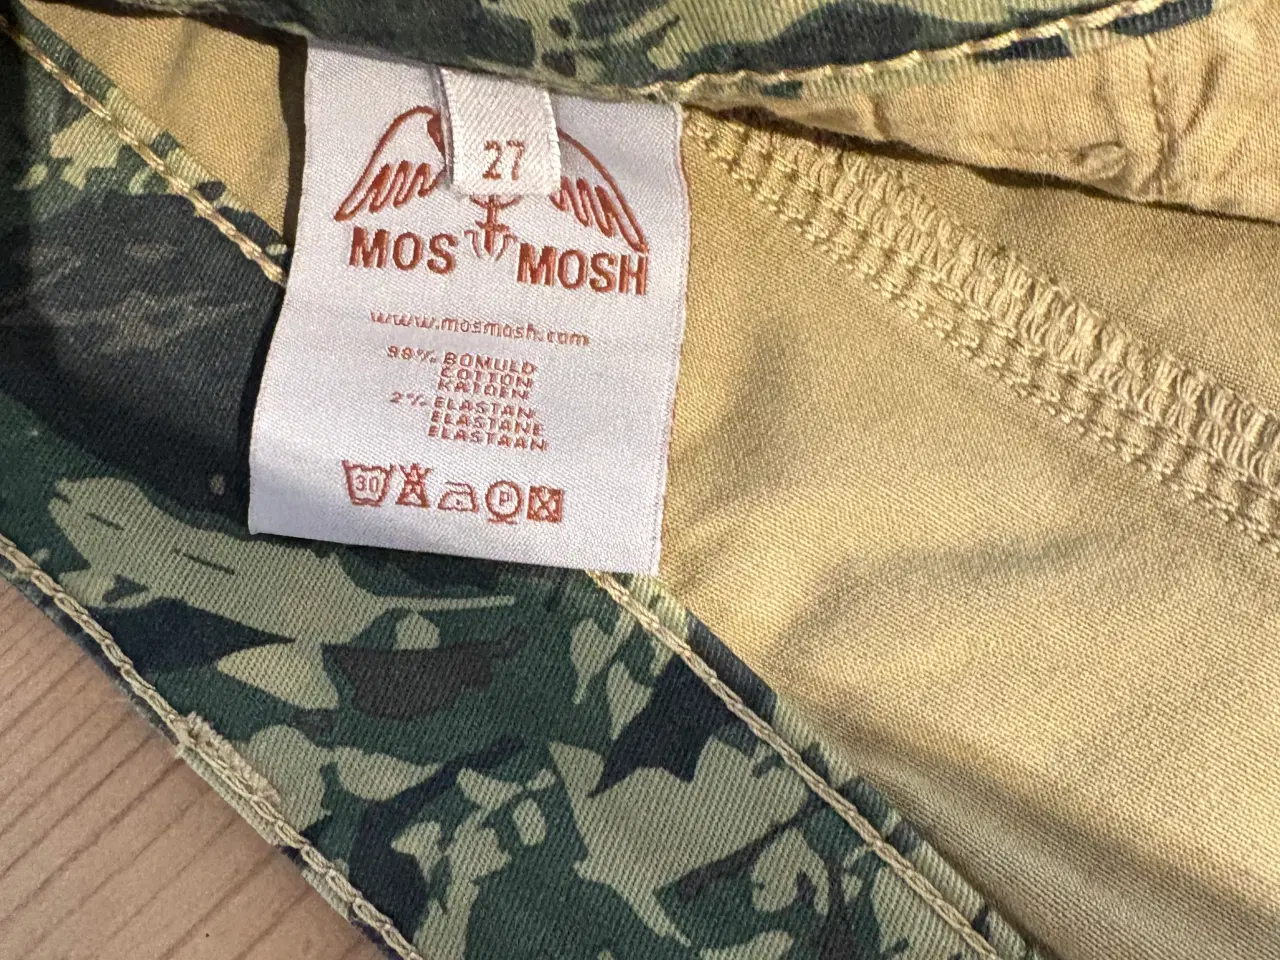 27
MOS MOSH
www.mosmosh.com
98% BOMULD
COTTON
KATOEN
2% ELASTAN
ELASTANE
ELASTAAN
30
P